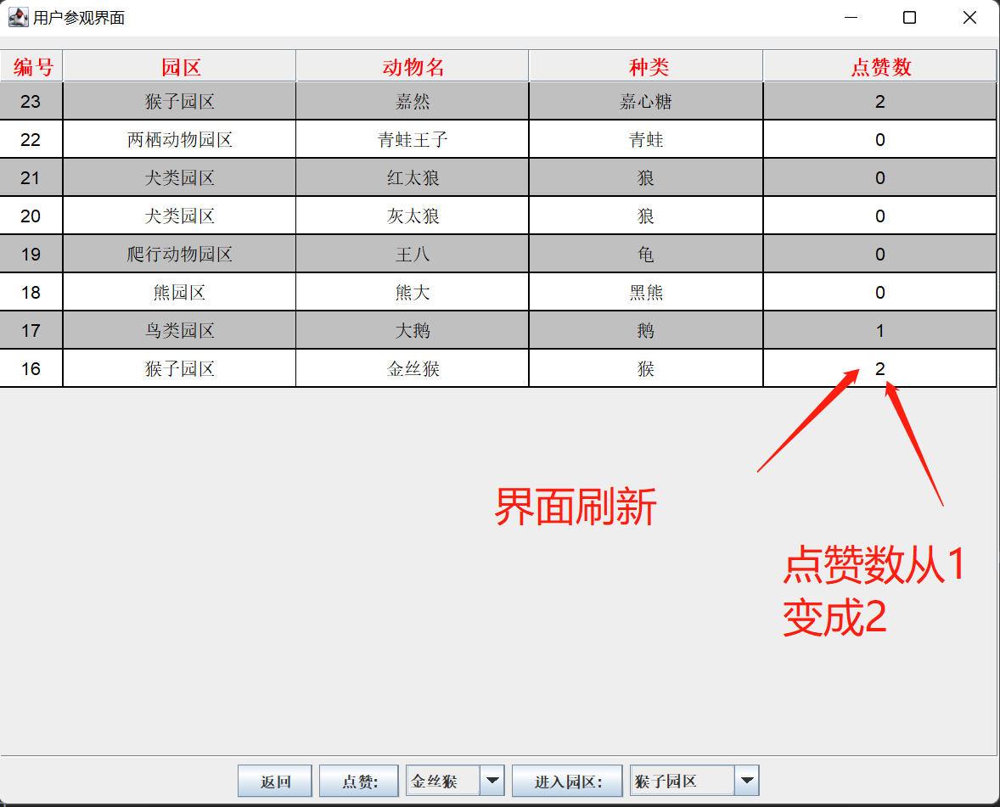 用户参观界面
编号 园区 动物名 种类 点赞数
23 猴子园区 嘉然 嘉心糖 2
22 两栖动物园区 青蛙王子 青蛙 0
21 犬类园区 红太狼 狼 0
20 犬类园区 灰太狼 狼 0
19 爬行动物园区 王八 龟 0
18 熊园区 熊大 黑熊 0
17 鸟类园区 大鹅 鹅 1
16 猴子园区 金丝猴 猴 2
界面刷新
点赞数从1
变成2
返回 点赞: 金丝猴 进入园区: 猴子园区